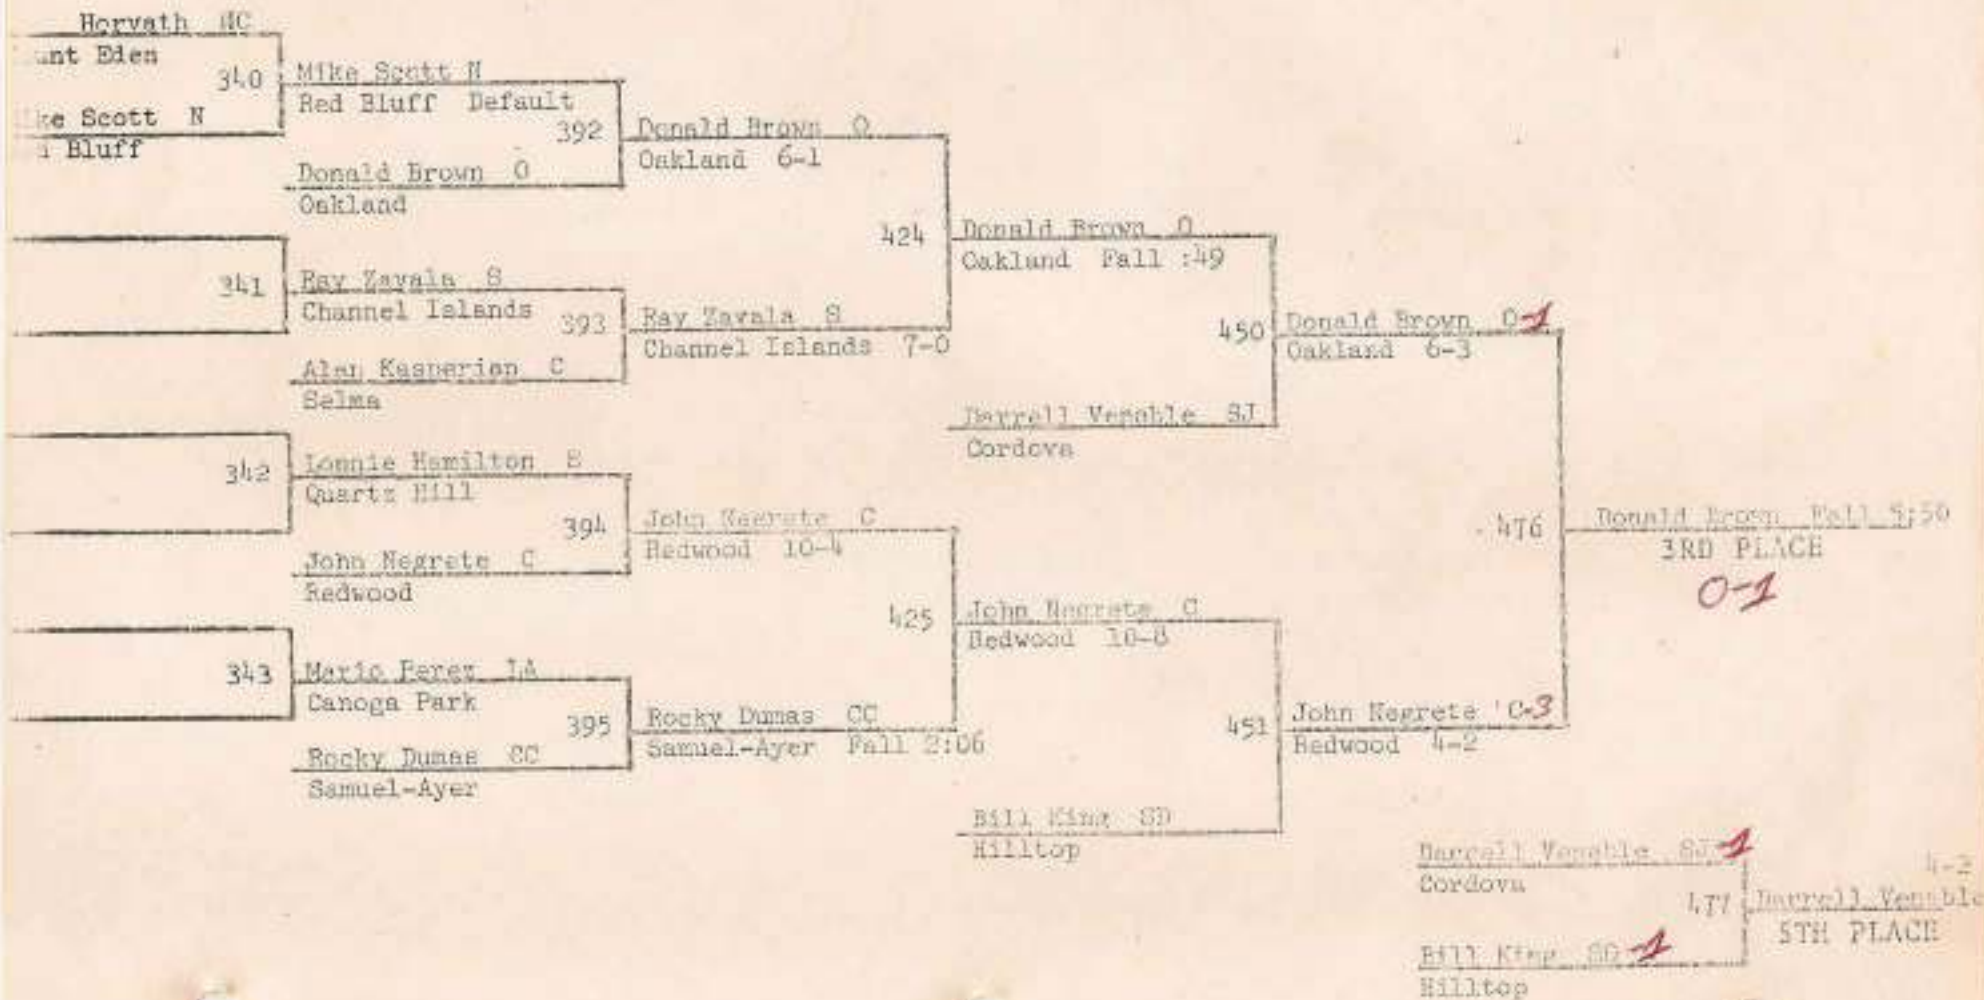 Horvath NC
unt Eden
340
ke Scott N
Bluff
Mike Scott N
Red Bluff Default
392
Donald Brown O
Oakland
Donald Brown O
Oakland 6-1
341
Ray Zavala S
Channel Islands
393
Alan Kasperian C
Selma
Ray Zavala S
Channel Islands 7-0
424
Donald Brown O
Oakland Fall :49
450
Darrell Venable SJ
Cordova
Donald Brown O-1
Oakland 6-3
342
Lonnie Hamilton S
Quartz Hill
394
John Negrete C
Redwood
John Negrete C
Redwood 10-4
343
Mario Perez LA
Canoga Park
395
Rocky Dumas CC
Samuel-Ayer
Rocky Dumas CC
Samuel-Ayer Fall 2:06
425
John Negrete C
Redwood 10-8
451
Bill King SD
Hilltop
John Negrete C-3
Redwood 4-2
476
Donald Brown Fall 5:50
3RD PLACE
O-1
Darrell Venable SJ-1
Cordova
477
Bill King SD-1
Hilltop
Darrell Venable
5TH PLACE